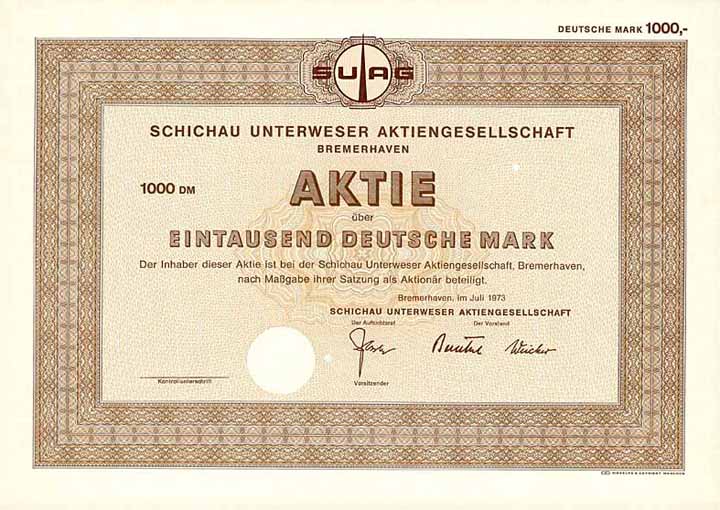 DEUTSCHE MARK 1000,-
SUAG
SCHICHAU UNTERWESER AKTIENGESELLSCHAFT
BREMERHAVEN
1000 DM
AKTIE
über
EINTAUSEND DEUTSCHE MARK
Der Inhaber dieser Aktie ist bei der Schichau Unterweser Aktiengesellschaft, Bremerhaven,
nach Maßgabe ihrer Satzung als Aktionär beteiligt.
Bremerhaven, im Juli 1973
SCHICHAU UNTERWESER AKTIENGESELLSCHAFT
Der Aufsichtsrat Der Vorstand
Kontrollunterschrift
Vorsitzender